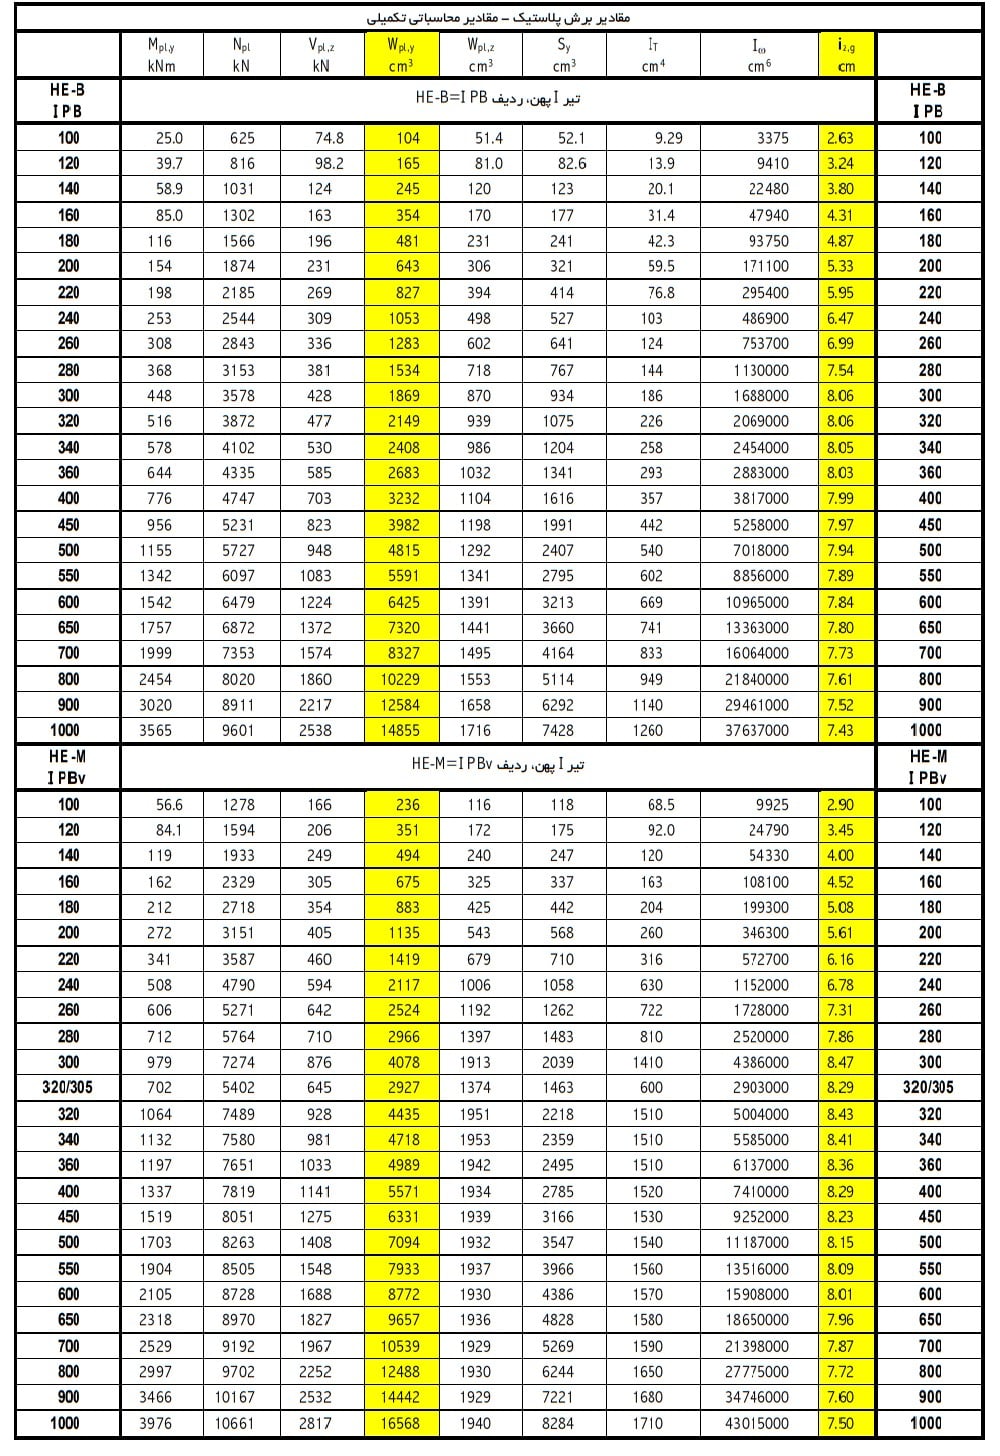 مقادیر برش پلاستیک – مقادیر محاسباتی تکمیلی
Mpl,y Npl Vpl,z Wpl,y Wpl,z Sy IT Iω iz,g
kNm kN kN cm³ cm³ cm³ cm⁴ cm⁶ cm
HE-B تیر I پهن، ردیف HE-B=I PB HE-B
I PB I PB
100 25.0 625 74.8 104 51.4 52.1 9.29 3375 2.63 100
120 39.7 816 98.2 165 81.0 82.6 13.9 9410 3.24 120
140 58.9 1031 124 245 120 123 20.1 22480 3.80 140
160 85.0 1302 163 354 170 177 31.4 47940 4.31 160
180 116 1566 196 481 231 241 42.3 93750 4.87 180
200 154 1874 231 643 306 321 59.5 171100 5.33 200
220 198 2185 269 827 394 414 76.8 295400 5.95 220
240 253 2544 309 1053 498 527 103 486900 6.47 240
260 308 2843 336 1283 602 641 124 753700 6.99 260
280 368 3153 381 1534 718 767 144 1130000 7.54 280
300 448 3578 428 1869 870 934 186 1688000 8.06 300
320 516 3872 477 2149 939 1075 226 2069000 8.06 320
340 578 4102 530 2408 986 1204 258 2454000 8.05 340
360 644 4335 585 2683 1032 1341 293 2883000 8.03 360
400 776 4747 703 3232 1104 1616 357 3817000 7.99 400
450 956 5231 823 3982 1198 1991 442 5258000 7.97 450
500 1155 5727 948 4815 1292 2407 540 7018000 7.94 500
550 1342 6097 1083 5591 1341 2795 602 8856000 7.89 550
600 1542 6479 1224 6425 1391 3213 669 10965000 7.84 600
650 1757 6872 1372 7320 1441 3660 741 13363000 7.80 650
700 1999 7353 1574 8327 1495 4164 833 16064000 7.73 700
800 2454 8020 1860 10229 1553 5114 949 21840000 7.61 800
900 3020 8911 2217 12584 1658 6292 1140 29461000 7.52 900
1000 3565 9601 2538 14855 1716 7428 1260 37637000 7.43 1000
HE-M تیر I پهن، ردیف HE-M=I PBv HE-M
I PBv I PBv
100 56.6 1278 166 236 116 118 68.5 9925 2.90 100
120 84.1 1594 206 351 172 175 92.0 24790 3.45 120
140 119 1933 249 494 240 247 120 54330 4.00 140
160 162 2329 305 675 325 337 163 108100 4.52 160
180 212 2718 354 883 425 442 204 199300 5.08 180
200 272 3151 405 1135 543 568 260 346300 5.61 200
220 341 3587 460 1419 679 710 316 572700 6.16 220
240 508 4790 594 2117 1006 1058 630 1152000 6.78 240
260 606 5271 642 2524 1192 1262 722 1728000 7.31 260
280 712 5764 710 2966 1397 1483 810 2520000 7.86 280
300 979 7274 876 4078 1913 2039 1410 4386000 8.47 300
320/305 702 5402 645 2927 1374 1463 600 2903000 8.29 320/305
320 1064 7489 928 4435 1951 2218 1510 5004000 8.43 320
340 1132 7580 981 4718 1953 2359 1510 5585000 8.41 340
360 1197 7651 1033 4989 1942 2495 1510 6137000 8.36 360
400 1337 7819 1141 5571 1934 2785 1520 7410000 8.29 400
450 1519 8051 1275 6331 1939 3166 1530 9252000 8.23 450
500 1703 8263 1408 7094 1932 3547 1540 11187000 8.15 500
550 1904 8505 1548 7933 1937 3966 1560 13516000 8.09 550
600 2105 8728 1688 8772 1930 4386 1570 15908000 8.01 600
650 2318 8970 1827 9657 1936 4828 1580 18650000 7.96 650
700 2529 9192 1967 10539 1929 5269 1590 21398000 7.87 700
800 2997 9702 2252 12488 1930 6244 1650 27775000 7.72 800
900 3466 10167 2532 14442 1929 7221 1680 34746000 7.60 900
1000 3976 10661 2817 16568 1940 8284 1710 43015000 7.50 1000